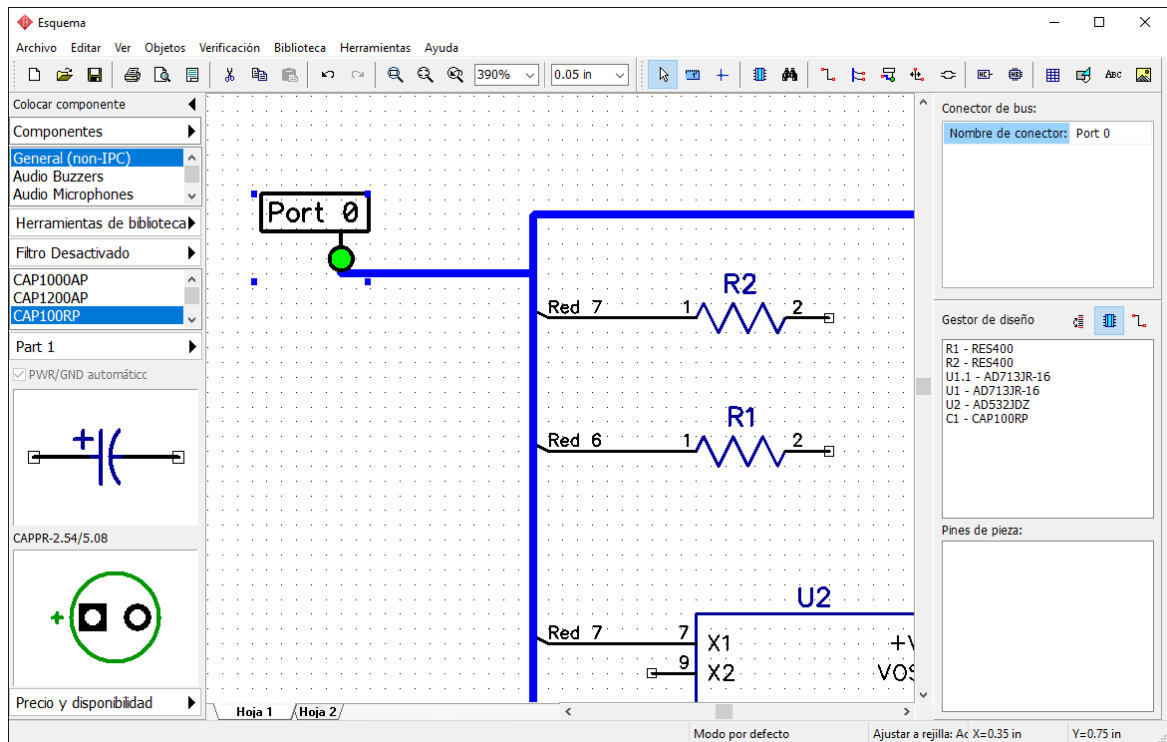 Esquema
Archivo Editar Ver Objetos Verificación Biblioteca Herramientas Ayuda
390% 0.05 in ABC
Colocar componente
Componentes
General (non-IPC)
Audio Buzzers
Audio Microphones
Herramientas de biblioteca
Filtro Desactivado
CAP1000AP
CAP1200AP
CAP100RP
Part 1
PWR/GND automáticc
+
CAPPR-2.54/5.08
+
Precio y disponibilidad
Port 0
R2
Red 7 1 2
R1
Red 6 1 2
U2
Red 7 7 X1 +V
9 X2 VOS
Hoja 1 Hoja 2
Conector de bus:
Nombre de conector: Port 0
Gestor de diseño
R1 - RES400
R2 - RES400
U1.1 - AD713JR-16
U1 - AD713JR-16
U2 - AD532JDZ
C1 - CAP100RP
Pines de pieza:
Modo por defecto Ajustar a rejilla: Ac X=0.35 in Y=0.75 in